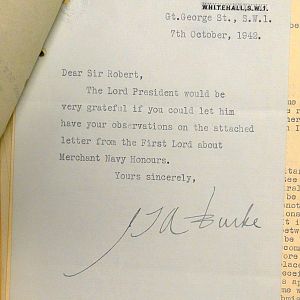 WHITEHALL, S.W.1.
Gt.George St., S.W.1.
7th October, 1942.
Dear Sir Robert,
The Lord President would be
very grateful if you could let him
have your observations on the attached
letter from the First Lord about
Merchant Navy Honours.
Yours sincerely,
Burke